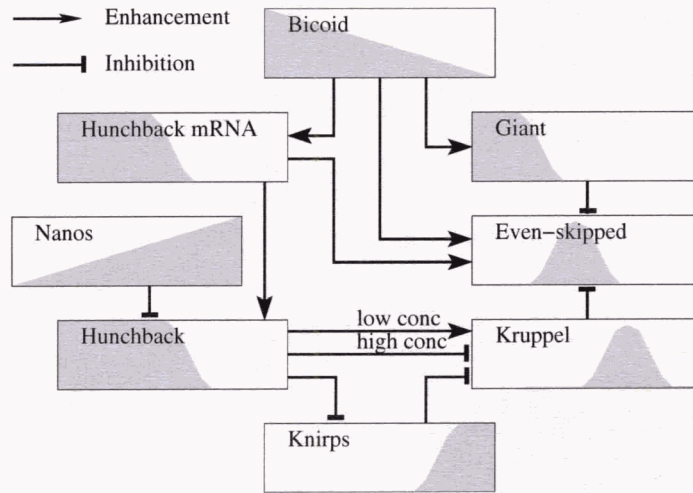 Enhancement
Inhibition
Bicoid
Hunchback mRNA
Giant
Nanos
Even-skipped
Hunchback
low conc
high conc
Kruppel
Knirps